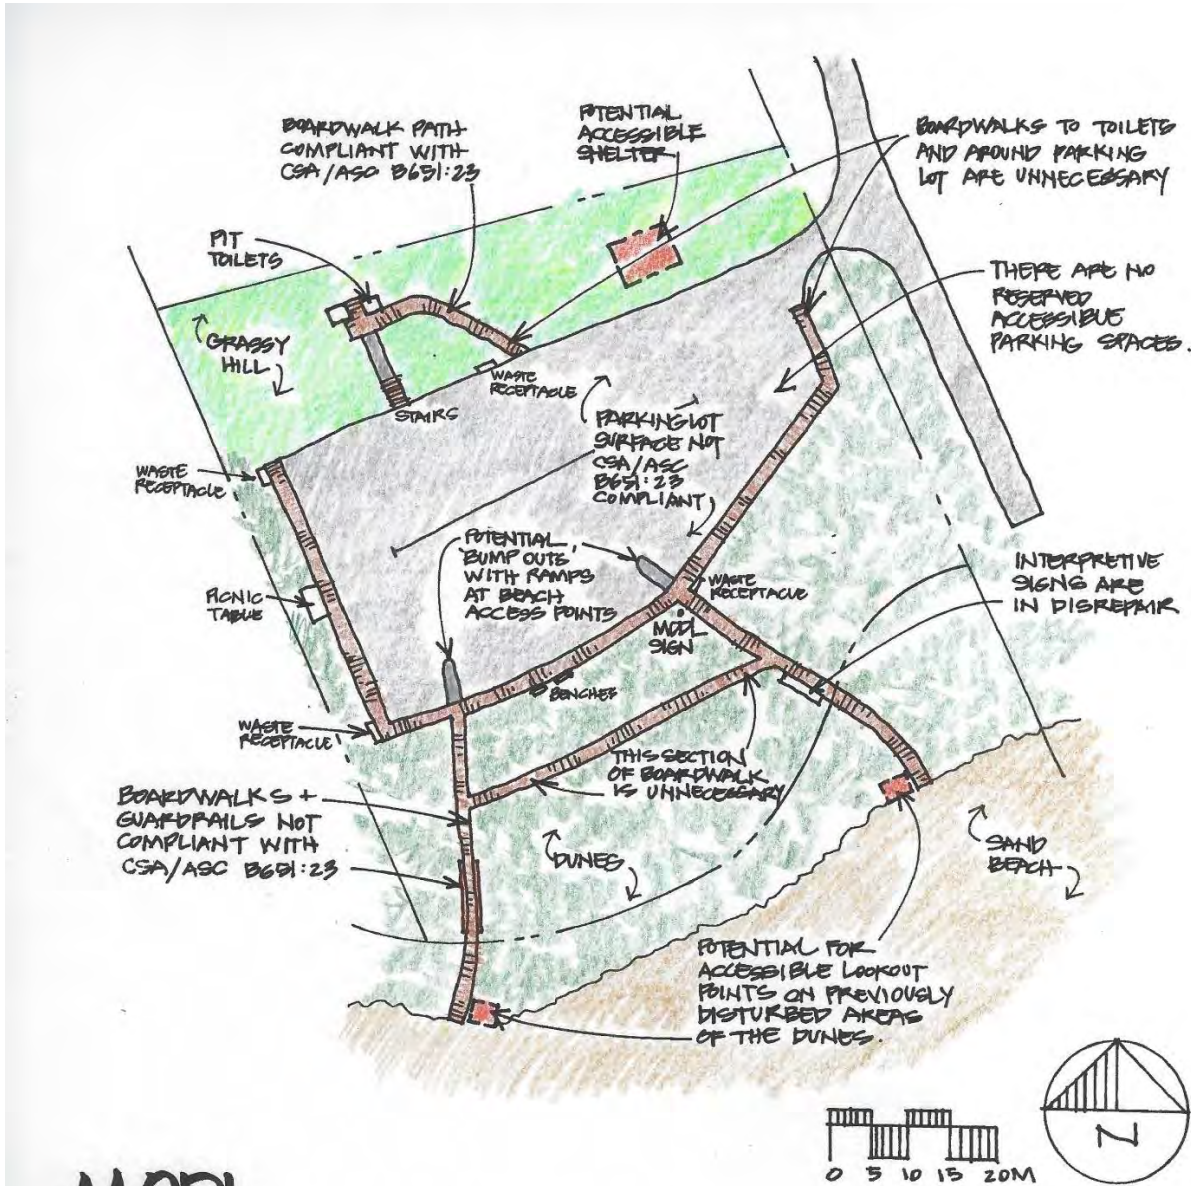 BOARDWALK PATH
COMPLIANT WITH
CSA/ASC B651:23
POTENTIAL
ACCESSIBLE
SHELTER
BOARDWALKS TO TOILETS
AND AROUND PARKING
LOT ARE UNNECESSARY
PIT
TOILETS
GRASSY
HILL
THERE ARE NO
RESERVED
ACCESSIBLE
PARKING SPACES.
WASTE
RECEPTACLE
STAIRS
PARKING LOT
SURFACE NOT
CSA/ASC
B651:23
COMPLIANT
WASTE
RECEPTACLE
POTENTIAL
'BUMP OUTS'
WITH RAMPS
AT BEACH
ACCESS POINTS
INTERPRETIVE
SIGNS ARE
IN DISREPAIR
WASTE
RECEPTACLE
PICNIC
TABLE
MODL
SIGN
BENCHES
WASTE
RECEPTACLE
THIS SECTION
OF BOARDWALK
IS UNNECESSARY
BOARDWALKS +
GUARDRAILS NOT
COMPLIANT WITH
CSA/ASC B651:23
DUNES
SAND
BEACH
POTENTIAL FOR
ACCESSIBLE LOOKOUT
POINTS ON PREVIOUSLY
DISTURBED AREAS
OF THE DUNES.
N
0 5 10 15 20M